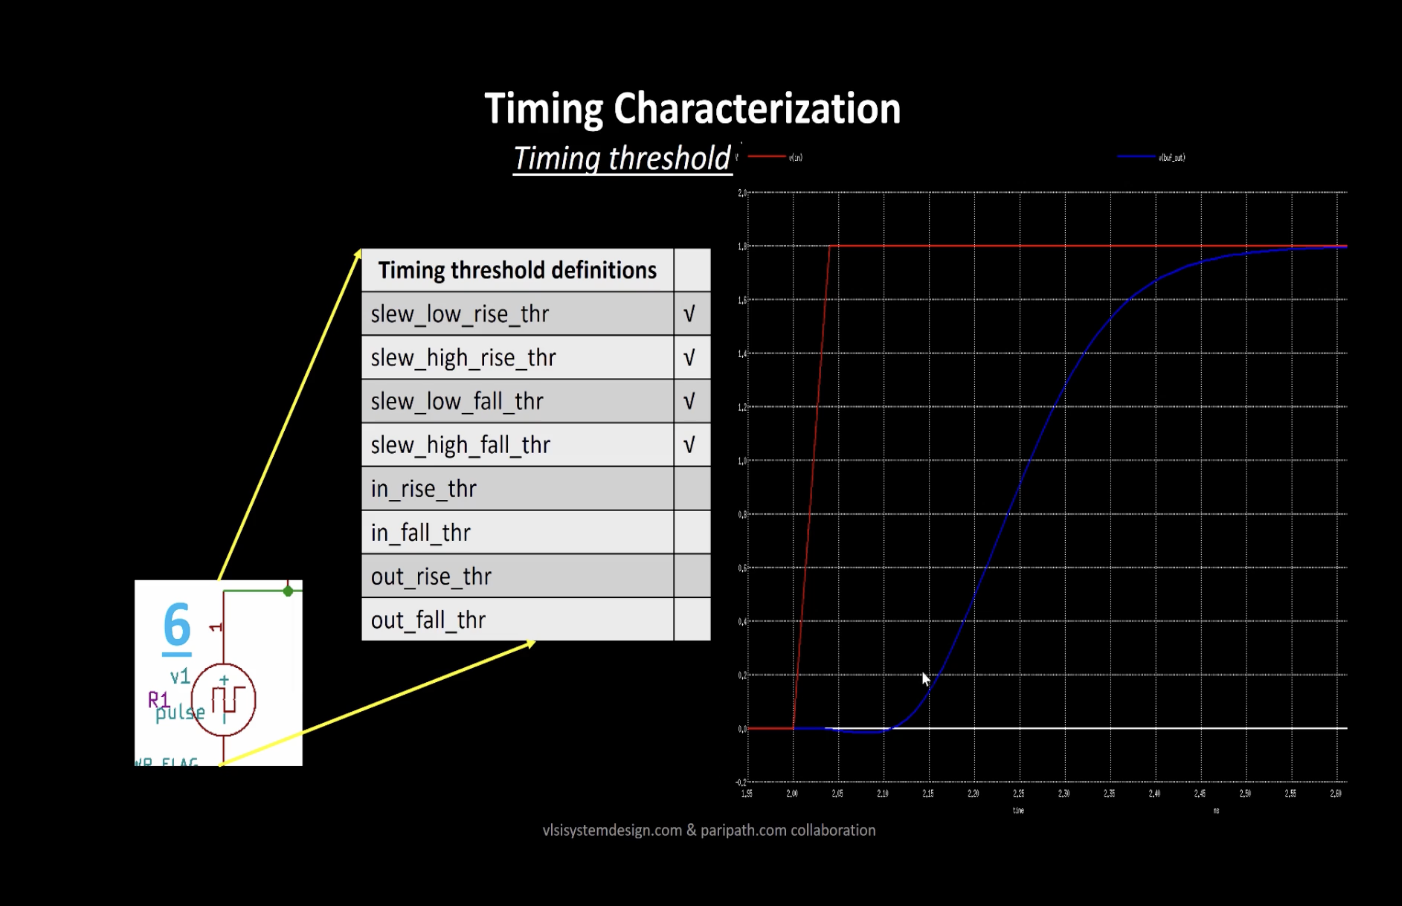 Timing Characterization
Timing threshold
v(in)
v(buf_out)
Timing threshold definitions
slew_low_rise_thr √
slew_high_rise_thr √
slew_low_fall_thr √
slew_high_fall_thr √
in_rise_thr
in_fall_thr
out_rise_thr
out_fall_thr
6
1
v1
R1
pulse
2.0
1.8
1.6
1.4
1.2
1.0
0.8
0.6
0.4
0.2
0.0
-0.2
1.95 2.00 2.05 2.10 2.15 2.20 2.25 2.30 2.35 2.40 2.45 2.50 2.55 2.60
time ns
vlsisystemdesign.com & paripath.com collaboration